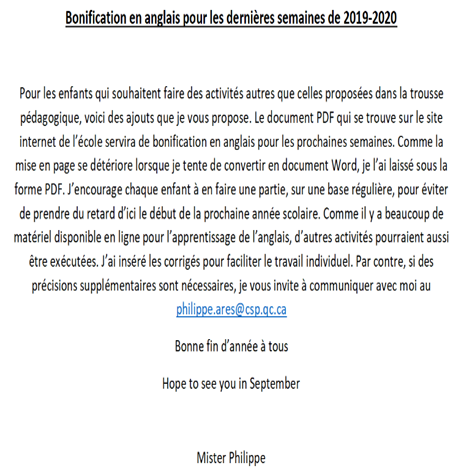 Bonification en anglais pour les dernières semaines de 2019-2020
Pour les enfants qui souhaitent faire des activités autres que celles proposées dans la trousse
pédagogique, voici des ajouts que je vous propose. Le document PDF qui se trouve sur le site
internet de l'école servira de bonification en anglais pour les prochaines semaines. Comme la
mise en page se détériore lorsque je tente de convertir en document Word, je l'ai laissé sous la
forme PDF. J'encourage chaque enfant à en faire une partie, sur une base régulière, pour éviter
de prendre du retard d'ici le début de la prochaine année scolaire. Comme il y a beaucoup de
matériel disponible en ligne pour l'apprentissage de l'anglais, d'autres activités pourraient aussi
être exécutées. J'ai inséré les corrigés pour faciliter le travail individuel. Par contre, si des
précisions supplémentaires sont nécessaires, je vous invite à communiquer avec moi au
philippe.ares@csp.qc.ca
Bonne fin d'année à tous
Hope to see you in September
Mister Philippe